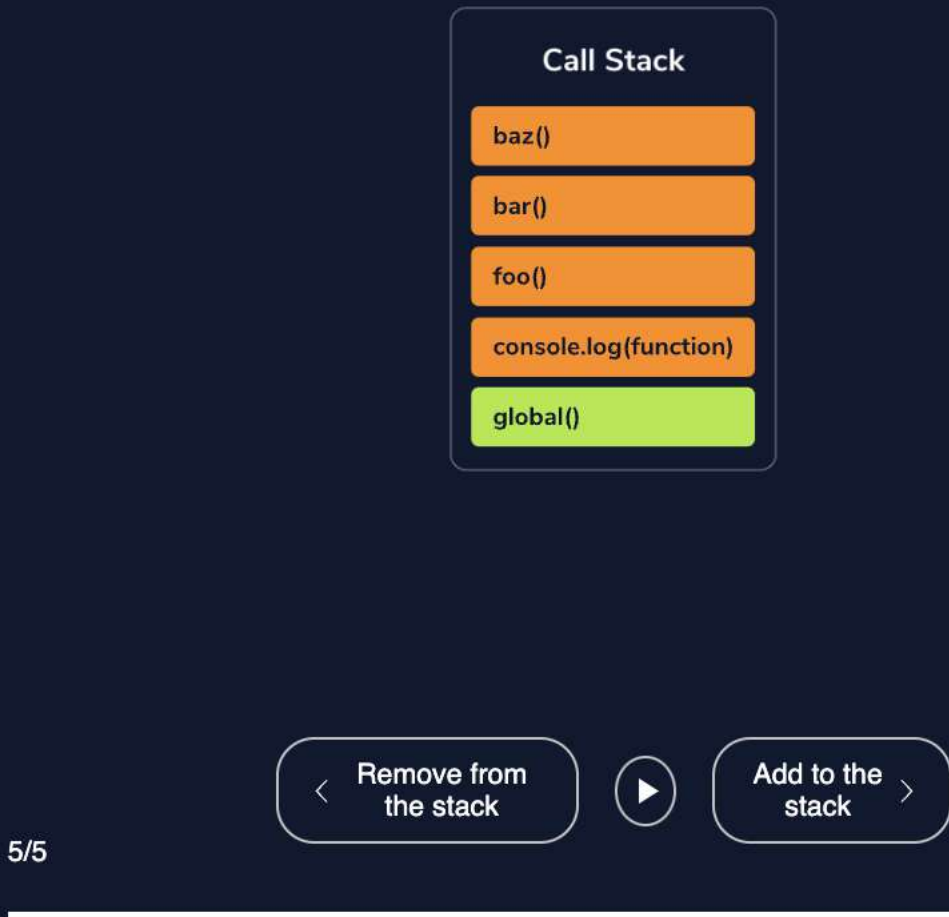 Call Stack
baz()
bar()
foo()
console.log(function)
global()
Remove from
the stack
Add to the
stack
5/5